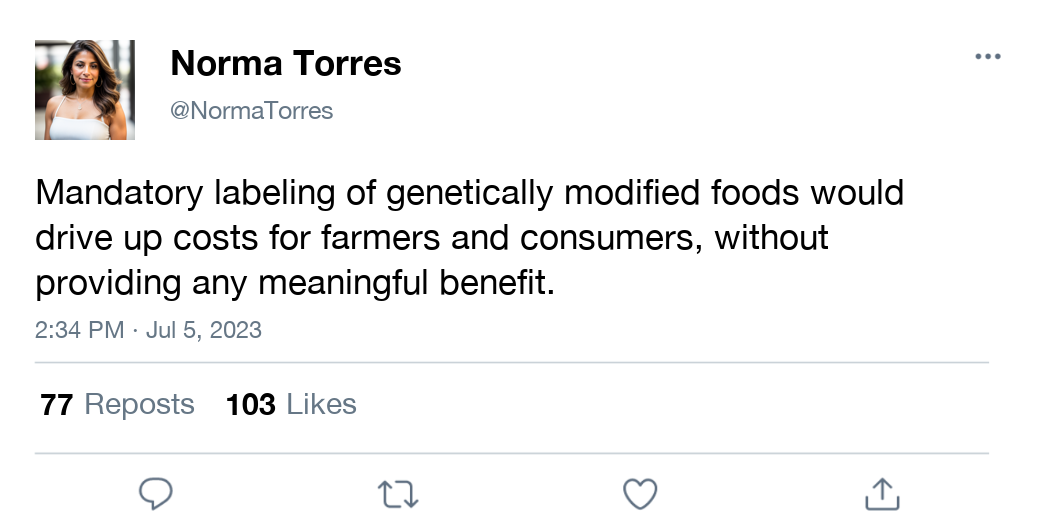 Norma Torres
@NormaTorres
Mandatory labeling of genetically modified foods would
drive up costs for farmers and consumers, without
providing any meaningful benefit.
2:34 PM · Jul 5, 2023
77 Reposts 103 Likes